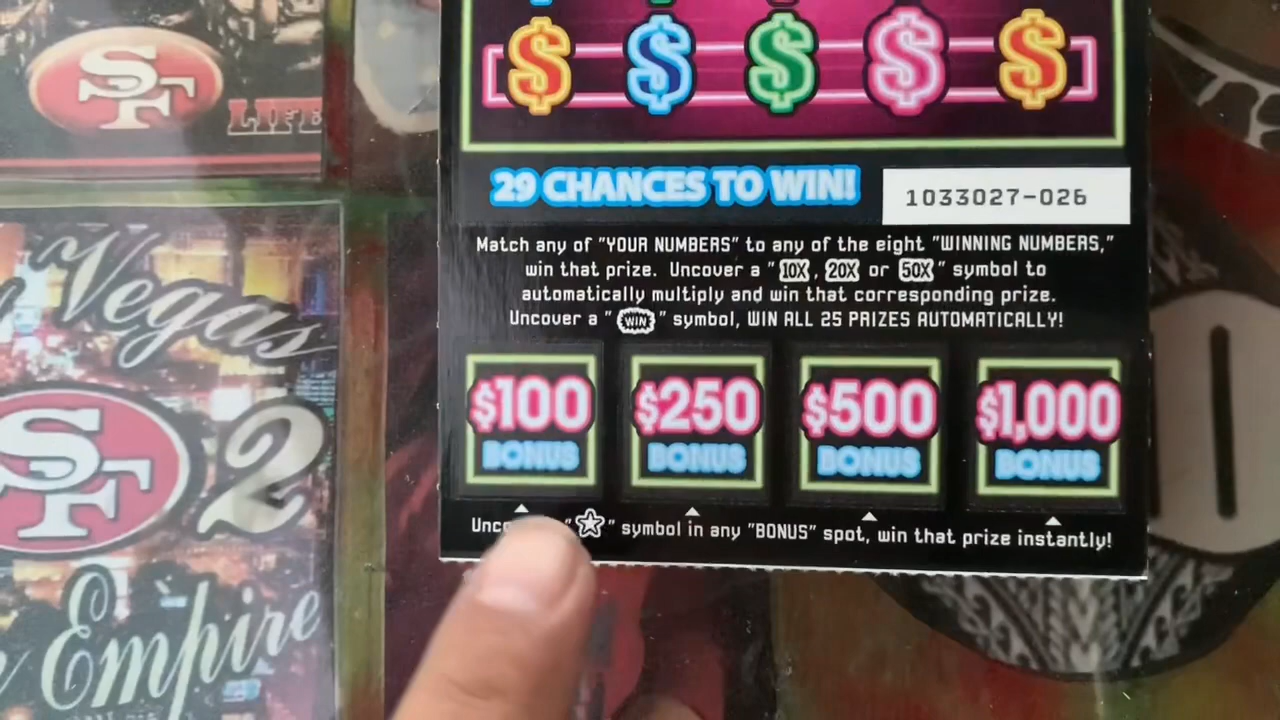 SF
LIFE
$ $ $ $ $
29 CHANCES TO WIN!
1033027-026
Match any of "YOUR NUMBERS" to any of the eight "WINNING NUMBERS,"
win that prize. Uncover a "10X, 20X or 50X" symbol to
automatically multiply and win that corresponding prize.
Uncover a "WIN" symbol, WIN ALL 25 PRIZES AUTOMATICALLY!
$100 $250 $500 $1,000
BONUS BONUS BONUS BONUS
" " symbol in any "BONUS" spot, win that prize instantly!
Vegas
SF 2
Empire